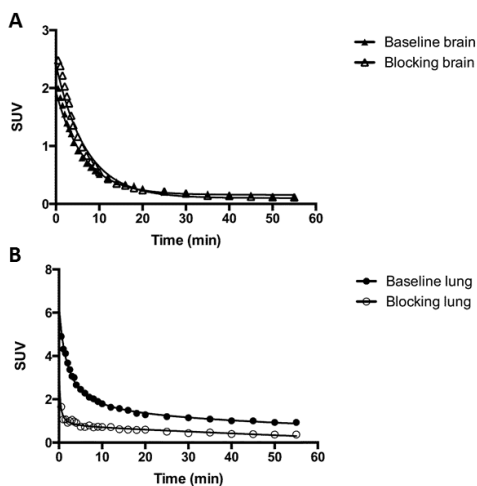 A
3
2
1
0
SUV
0 10 20 30 40 50 60
Time (min)
Baseline brain
Blocking brain
B
8
6
4
2
0
SUV
0 10 20 30 40 50 60
Time (min)
Baseline lung
Blocking lung